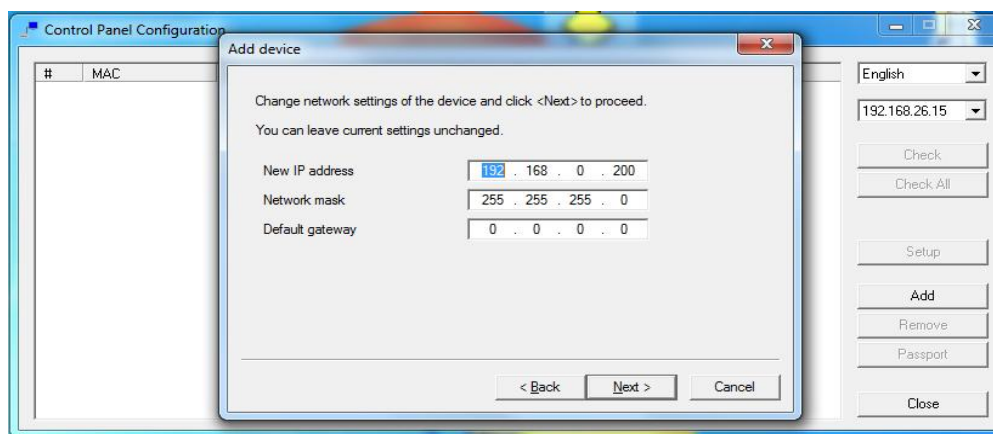 Control Panel Configuration
Add device
# MAC
English
Change network settings of the device and click <Next> to proceed.
192.168.26.15
You can leave current settings unchanged.
Check
New IP address 192 . 168 . 0 . 200
Check All
Network mask 255 . 255 . 255 . 0
Default gateway 0 . 0 . 0 . 0
Setup
Add
Remove
Passport
< Back Next > Cancel
Close